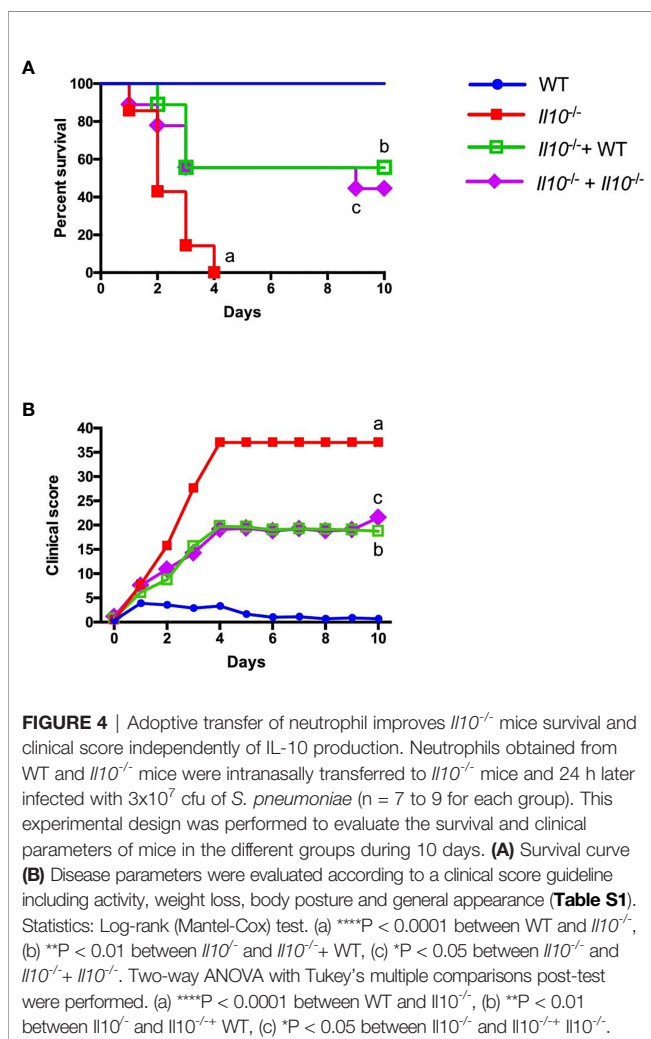 A
100
80
60
40
20
0
Percent survival
0 2 4 6 8 10
Days
a
b
c
WT
Il10-/-
Il10-/-+ WT
Il10-/- + Il10-/-
B
40
35
30
25
20
15
10
5
0
Clinical score
0 2 4 6 8 10
Days
a
c
b
FIGURE 4 | Adoptive transfer of neutrophil improves Il10-/- mice survival and
clinical score independently of IL-10 production. Neutrophils obtained from
WT and Il10-/- mice were intranasally transferred to Il10-/- mice and 24 h later
infected with 3x10⁷ cfu of S. pneumoniae (n = 7 to 9 for each group). This
experimental design was performed to evaluate the survival and clinical
parameters of mice in the different groups during 10 days. (A) Survival curve
(B) Disease parameters were evaluated according to a clinical score guideline
including activity, weight loss, body posture and general appearance (Table S1).
Statistics: Log-rank (Mantel-Cox) test. (a) ****P < 0.0001 between WT and Il10-/-,
(b) **P < 0.01 between Il10/- and Il10-/-+ WT, (c) *P < 0.05 between Il10-/- and
Il10-/-+ Il10-/-. Two-way ANOVA with Tukey's multiple comparisons post-test
were performed. (a) ****P < 0.0001 between WT and Il10-/-, (b) **P < 0.01
between Il10/- and Il10-/-+ WT, (c) *P < 0.05 between Il10-/- and Il10-/-+ Il10-/-.